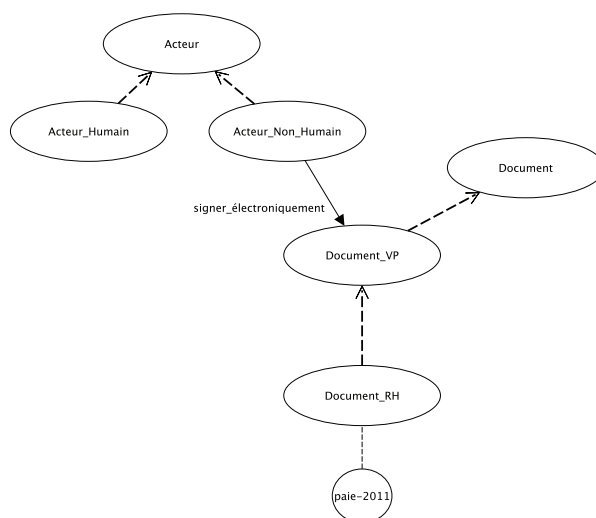 Acteur
Acteur_Humain
Acteur_Non_Humain
Document
signer_électroniquement
Document_VP
Document_RH
paie-2011